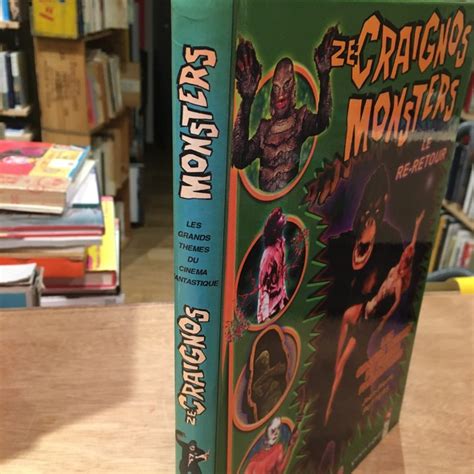 MONSTERS
LES
GRANDS
THEMES
DU
CINEMA
FANTASTIQUE
ZE CRAIGNOS
ZE CRAIGNOS
MONSTERS
LE
RE-RETOUR